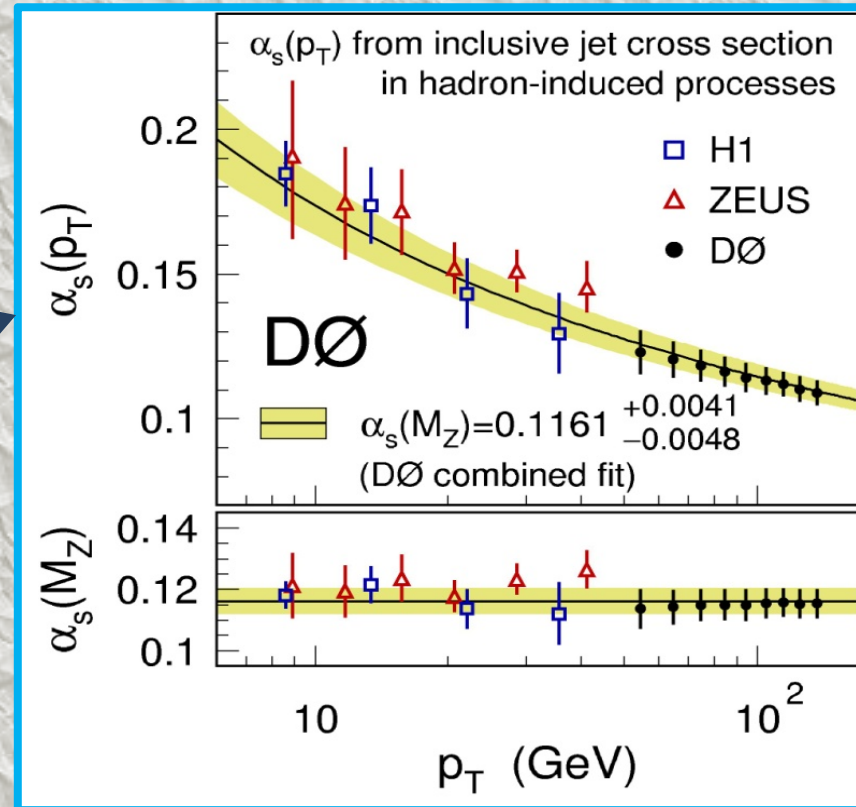 αs(pT) from inclusive jet cross section
in hadron-induced processes
H1
ZEUS
DØ
0.2
0.15
0.1
αs(pT)
DØ
αs(MZ)=0.1161 +0.0041 −0.0048
(DØ combined fit)
0.14
0.12
0.1
αs(MZ)
10
10²
pT (GeV)